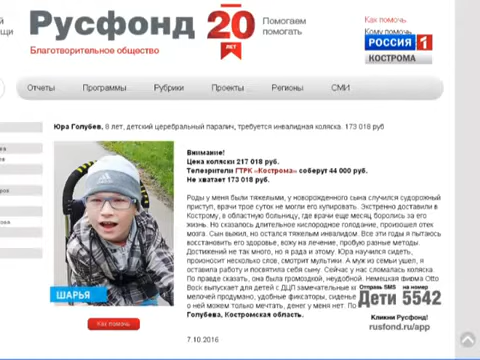 Русфонд 20 ЛЕТ
Помогаем
помогать
Благотворительное общество
Как помочь
Кому помочь
РОССИЯ 1
КОСТРОМА
Отчеты
Программы
Рубрики
Проекты
Регионы
СМИ
Юра Голубев, 8 лет, детский церебральный паралич, требуется инвалидная коляска. 173 018 руб
Внимание!
Цена коляски 217 018 руб.
Телезрители ГТРК «Кострома» соберут 44 000 руб.
Не хватает 173 018 руб.
Роды у меня были тяжелыми, у новорожденного сына случился судорожный
приступ, врачи трое суток не могли его купировать. Экстренно доставили в
Кострому, в областную больницу, где врачи еще месяц боролись за его
жизнь. Но сказалось длительное кислородное голодание, произошел отек
мозга. Сын выжил, но остался тяжелым инвалидом. Все эти годы я пытаюсь
восстановить его здоровье, вожу на лечение, пробую разные методы.
Достижений не так много, но я рада и этому. Юра научился сидеть,
произносит несколько слов, смотрит мультики. А муж из семьи ушел, я
оставила работу и посвятила себя сыну. Сейчас у нас сломалась коляска.
По правде сказать, она была громоздкой, неудобной. Немецкая фирма Otto
Bock выпускает для детей с ДЦП замечательные
мелочей продумано, удобные фиксаторы, сиденье
о ней можем только мечтать, денег у меня нет. По
Голубева, Костромская область.
7.10.2016
ШАРЬЯ
Как помочь
Отправь SMS на номер
Дети 5542
Кликни Русфонд!
rusfond.ru/app